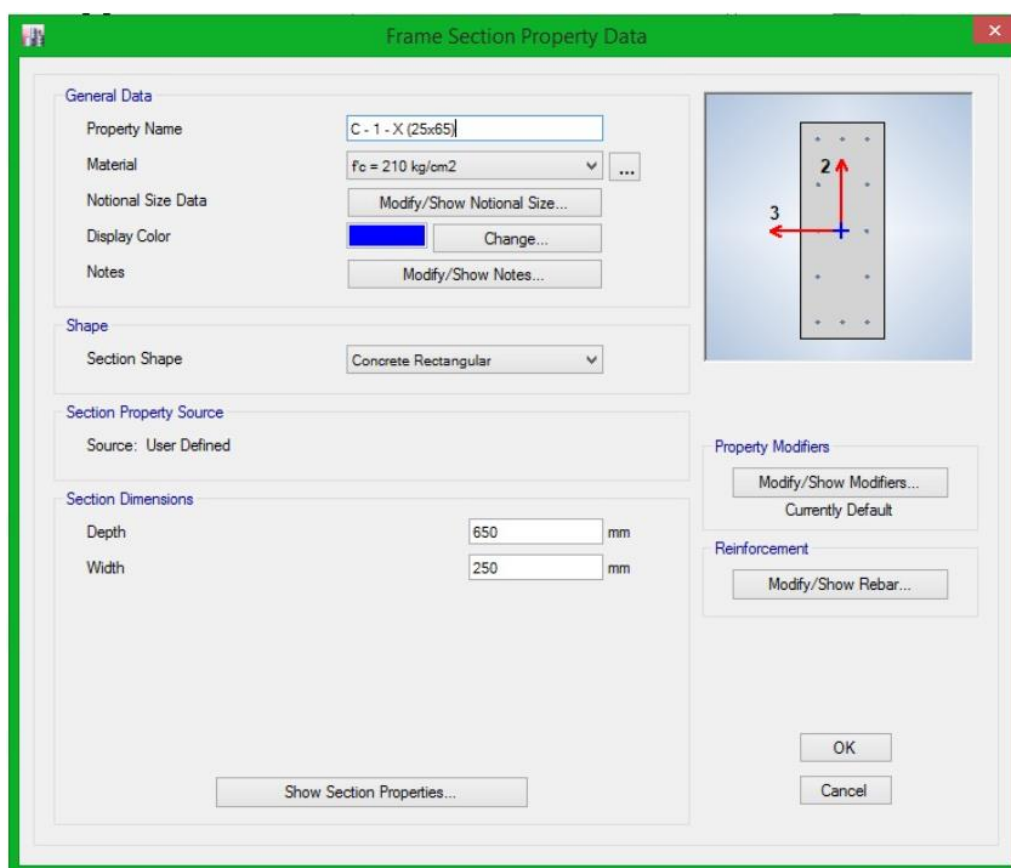 Frame Section Property Data
General Data
Property Name C - 1 - X (25x65)
Material f'c = 210 kg/cm2 ...
Notional Size Data Modify/Show Notional Size...
Display Color Change...
Notes Modify/Show Notes...
2
3
Shape
Section Shape Concrete Rectangular
Section Property Source
Source: User Defined
Property Modifiers
Modify/Show Modifiers...
Currently Default
Section Dimensions
Depth 650 mm
Width 250 mm
Reinforcement
Modify/Show Rebar...
Show Section Properties...
OK
Cancel